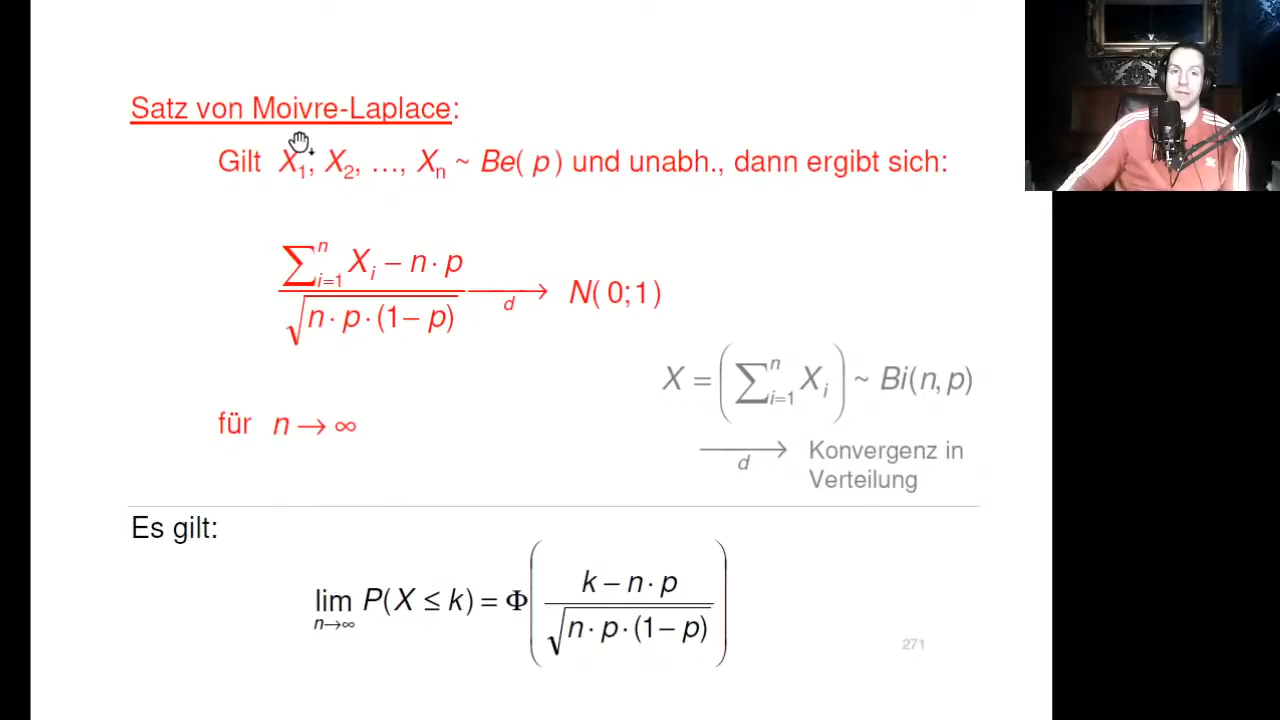 Satz von Moivre-Laplace:
Gilt X₁, X₂, …, Xₙ ~ Be( p) und unabh., dann ergibt sich:
∑ⁿᵢ₌₁ Xᵢ – n · p
√n · p · (1– p)
d
N( 0;1)
X = (∑ⁿᵢ₌₁ Xᵢ) ~ Bi(n, p)
für n → ∞
d
Konvergenz in
Verteilung
Es gilt:
lim P(X ≤ k) = Φ
n→∞
k – n · p
√n · p · (1– p)
271